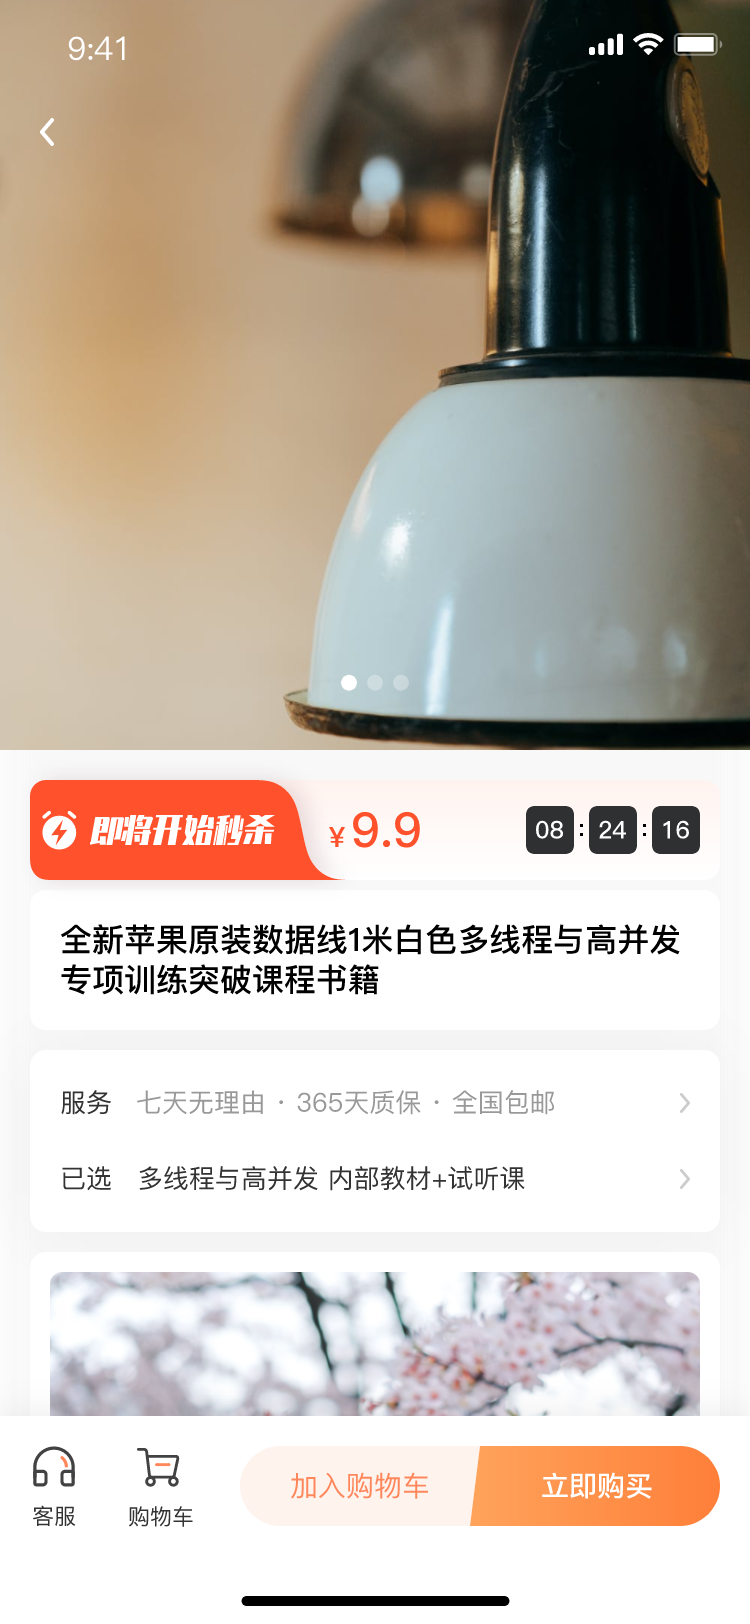 9:41
即将开始秒杀
¥9.9
08:24:16
全新苹果原装数据线1米白色多线程与高并发
专项训练突破课程书籍
服务 七天无理由 · 365天质保 · 全国包邮
已选 多线程与高并发 内部教材+试听课
加入购物车
立即购买
客服
购物车